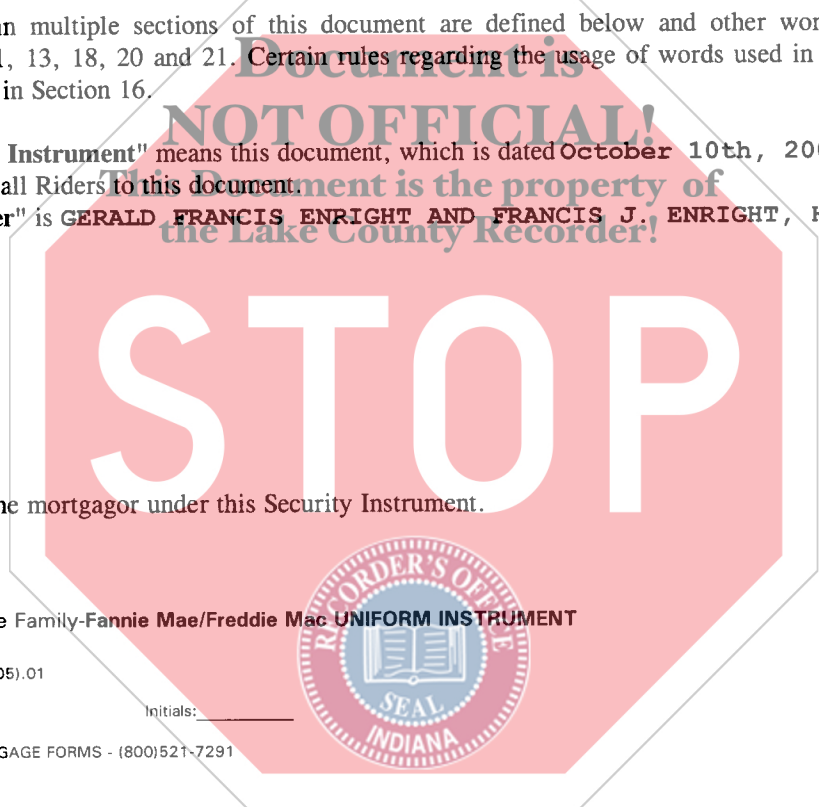 n multiple sections of this document are defined below and other wor
, 13, 18, 20 and 21. Certain rules regarding the usage of words used in
in Section 16.
Document is
NOT OFFICIAL!
This Document is the property of
the Lake County Recorder!
Instrument" means this document, which is dated October 10th, 20
all Riders to this document.
er" is GERALD FRANCIS ENRIGHT AND FRANCIS J. ENRIGHT, H
STOP
he mortgagor under this Security Instrument.
e Family-Fannie Mae/Freddie Mac UNIFORM INSTRUMENT
05).01
Initials:
GAGE FORMS - (800)521-7291
RECORDER'S OFFICE
SEAL
INDIANA